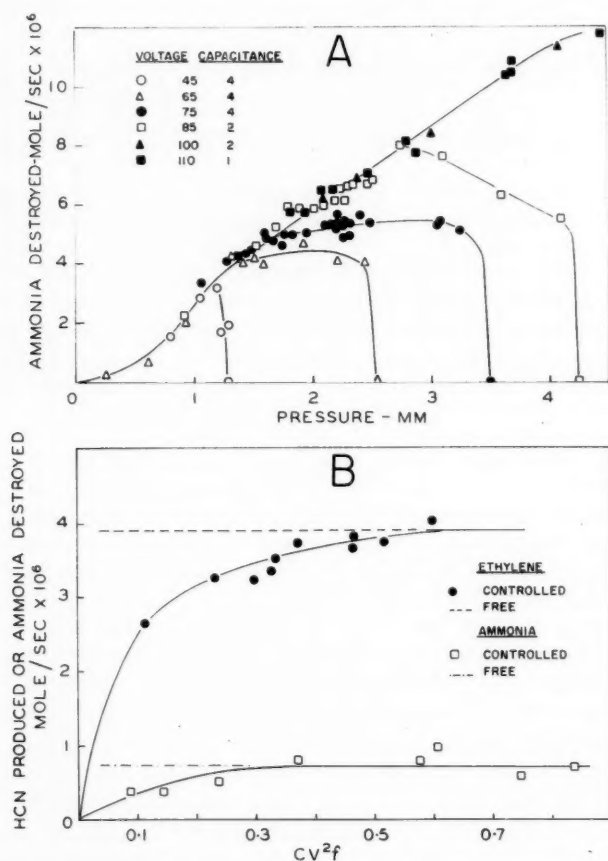 A
VOLTAGE CAPACITANCE
45 4
65 4
75 4
85 2
100 2
110 1
AMMONIA DESTROYED-MOLE/SEC X 10⁶
10
8
6
4
2
1 2 3 4
PRESSURE - MM
B
HCN PRODUCED OR AMMONIA DESTROYED
MOLE/SEC X 10⁶
4
3
2
1
0
ETHYLENE
CONTROLLED
FREE
AMMONIA
CONTROLLED
FREE
0.1 0.3 0.5 0.7
CV²f